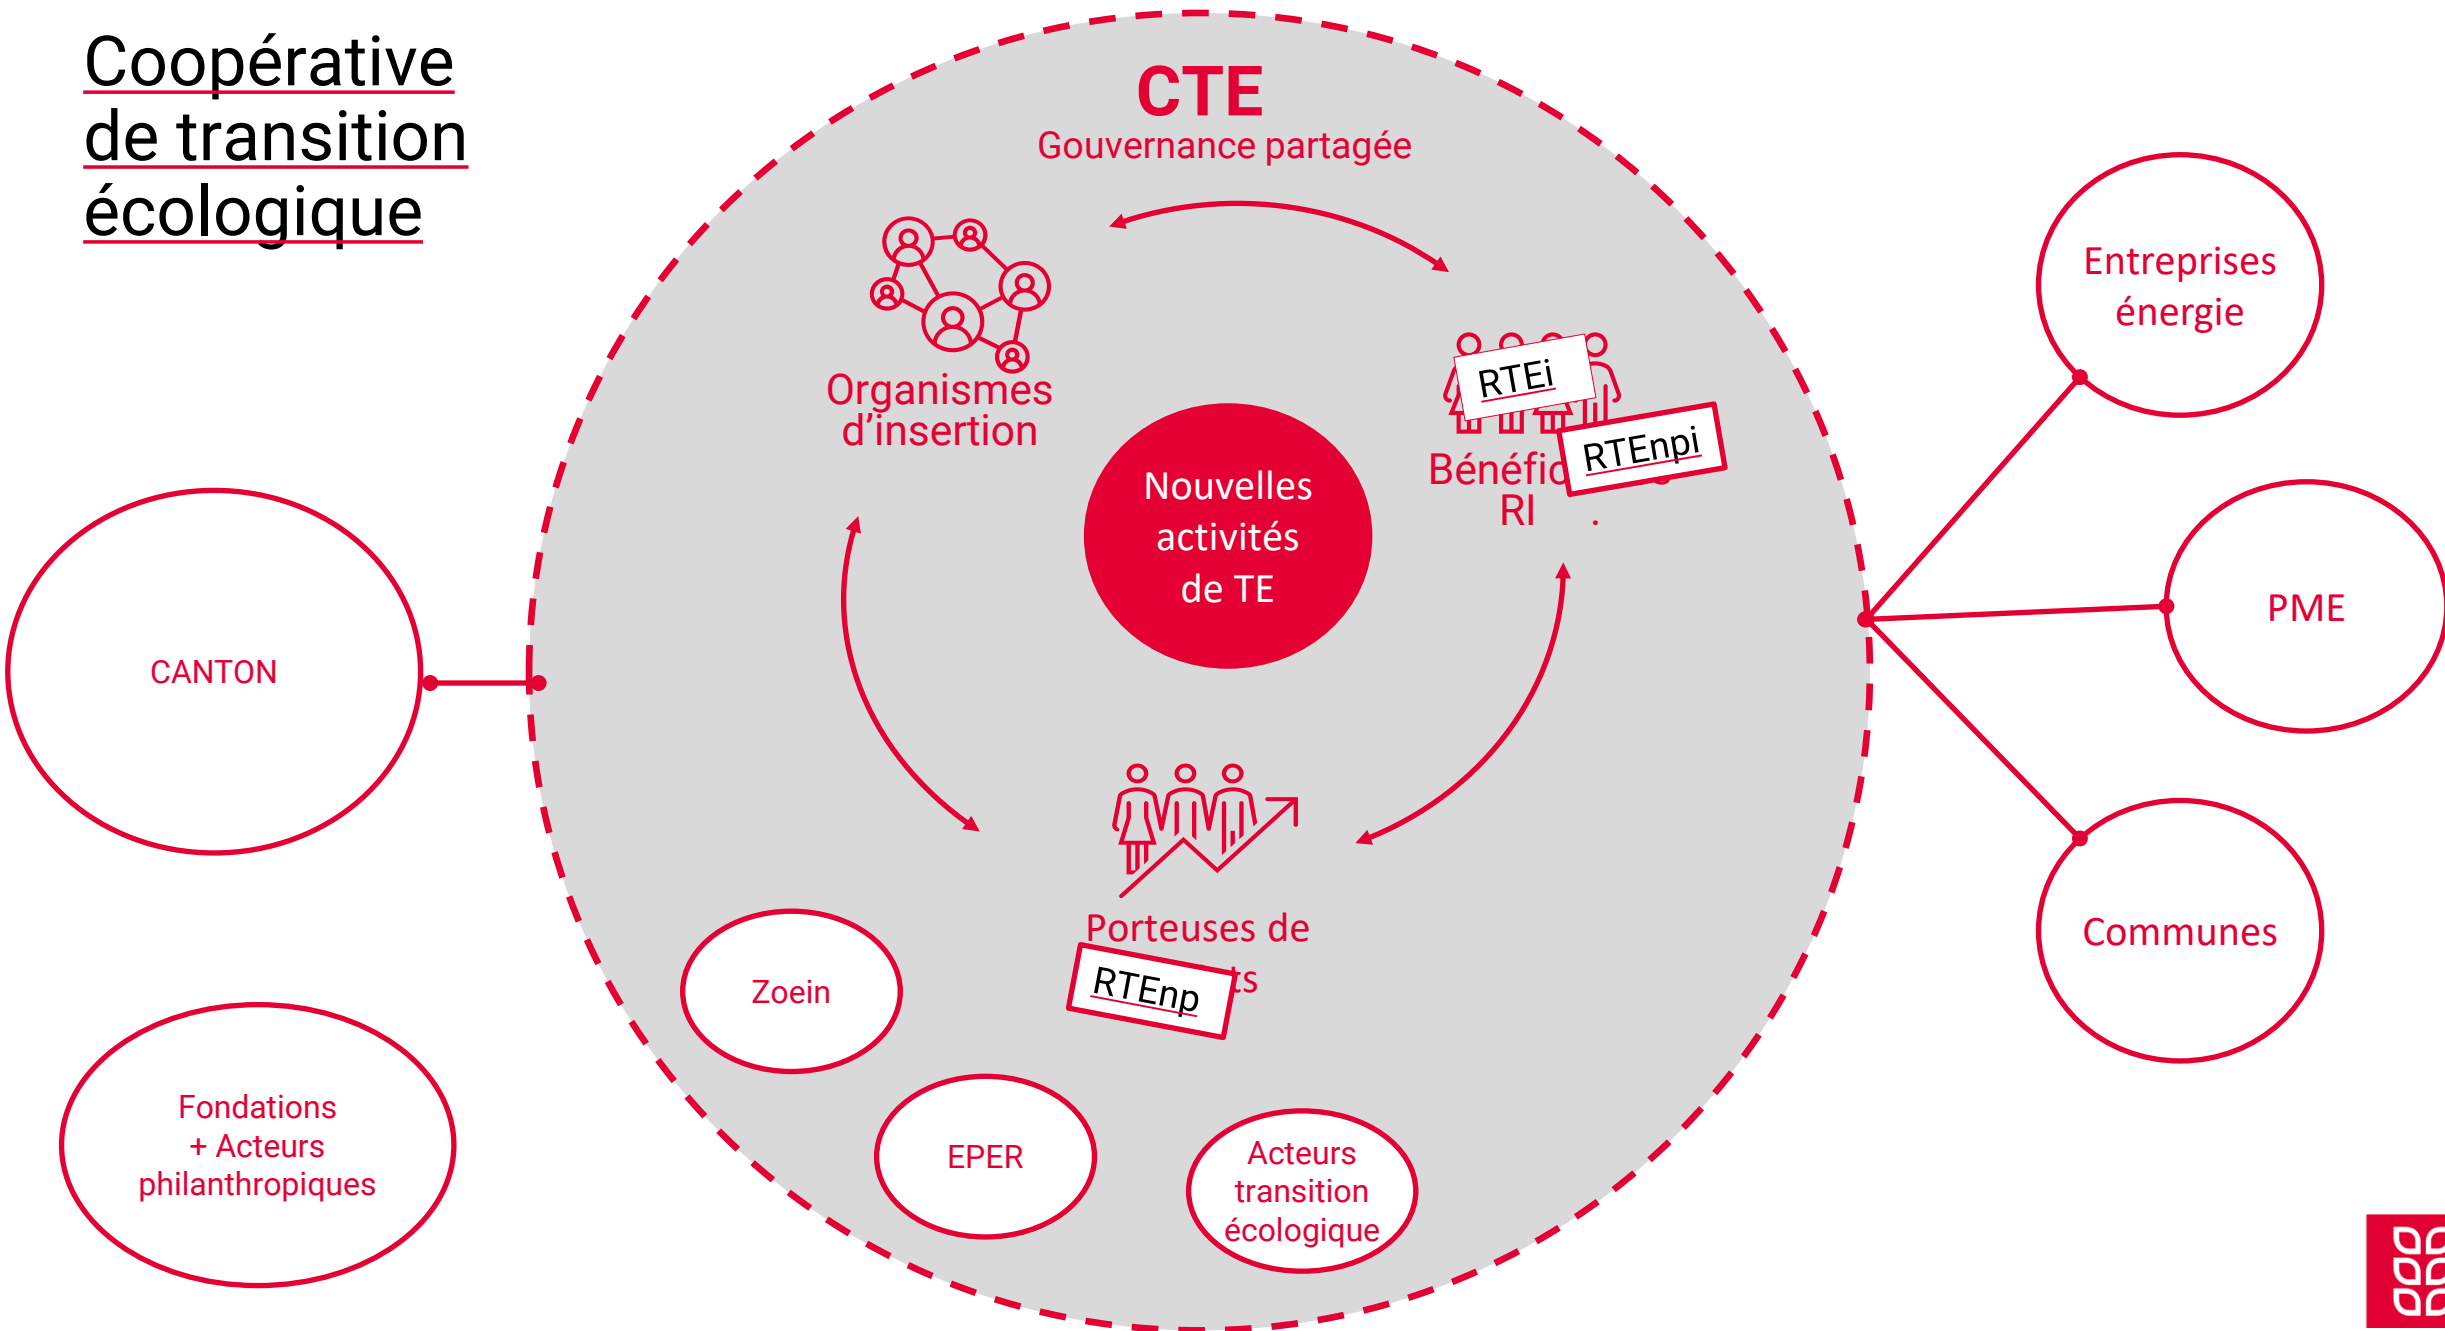 Coopérative
de transition
écologique
CTE
Gouvernance partagée
Organismes
d'insertion
RTEi
RTEnpi
RI
Nouvelles
activités
de TE
Porteuses de
RTEnp
Zoein
EPER
Acteurs
transition
écologique
CANTON
Fondations
+ Acteurs
philanthropiques
Entreprises
énergie
PME
Communes